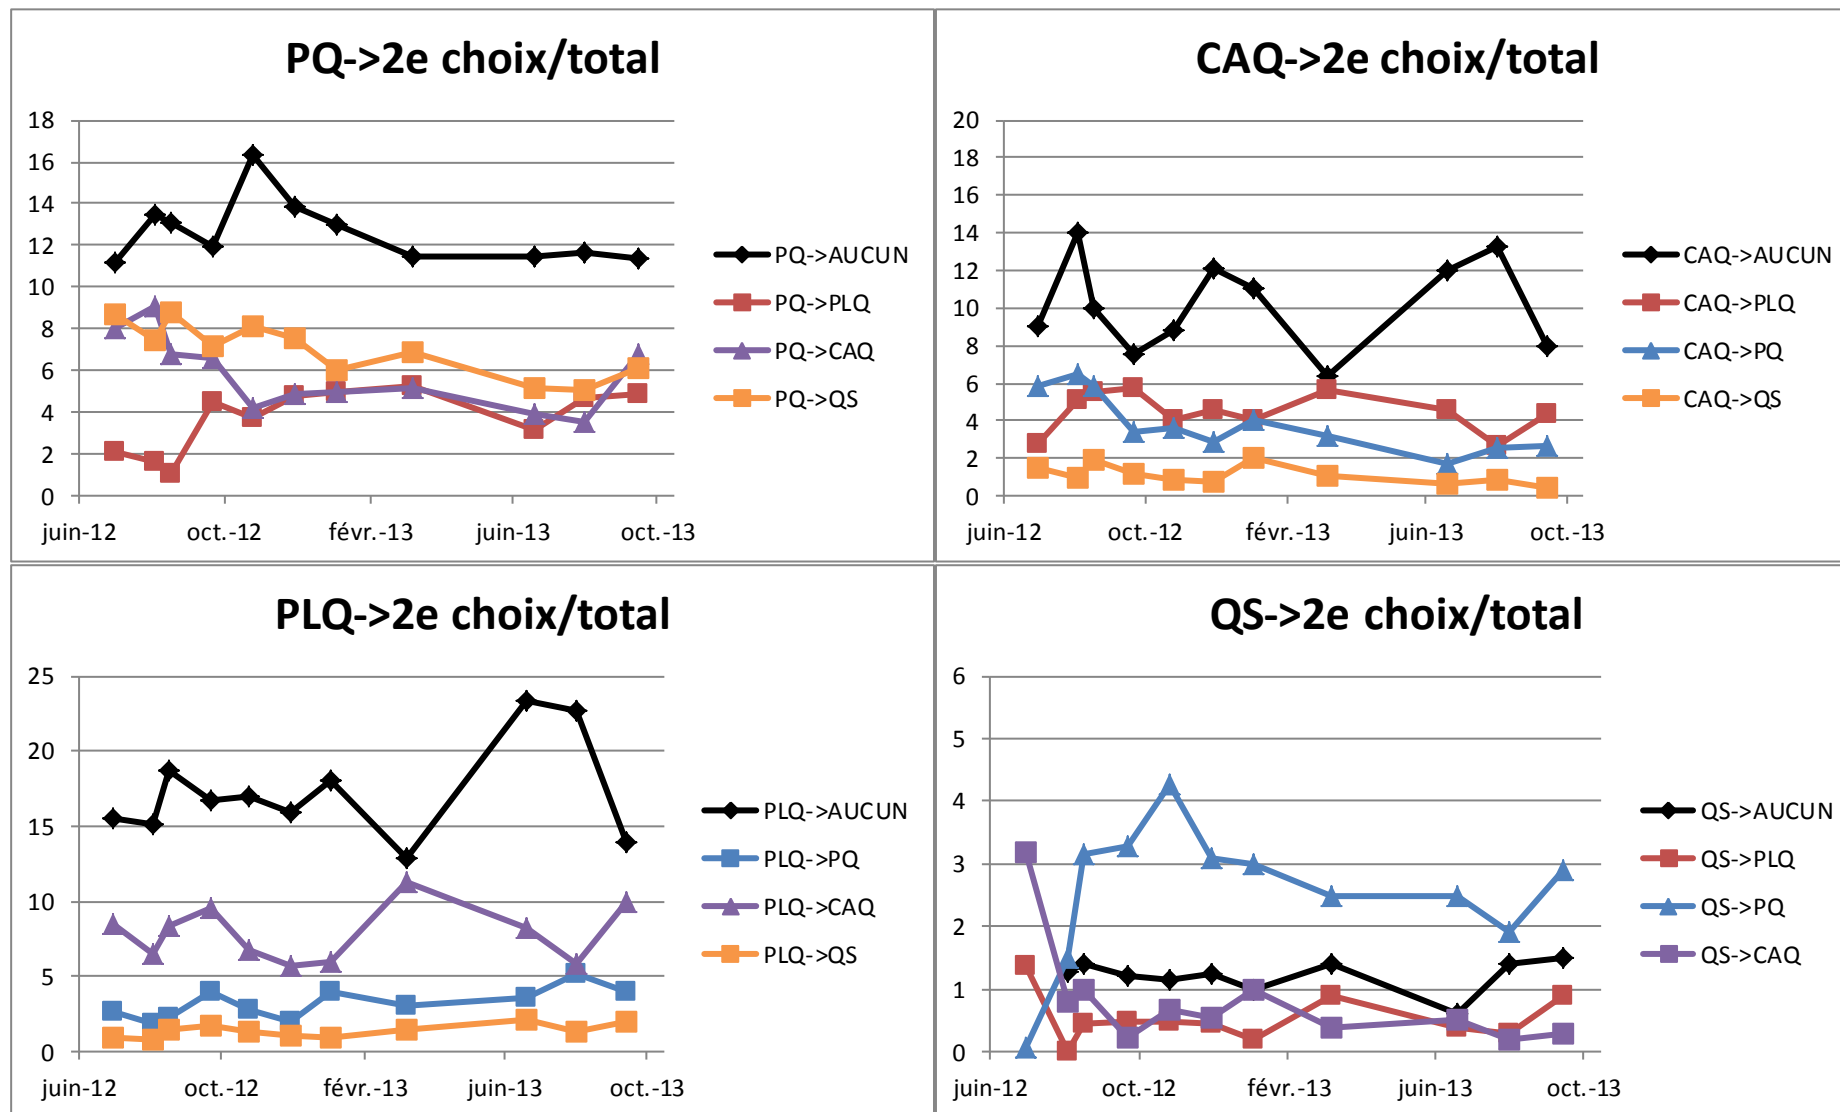 PQ->2e choix/total
18
16
14
12
10
8
6
4
2
0
juin-12 oct.-12 févr.-13 juin-13 oct.-13
PQ->AUCUN
PQ->PLQ
PQ->CAQ
PQ->QS
CAQ->2e choix/total
20
18
16
14
12
10
8
6
4
2
0
juin-12 oct.-12 févr.-13 juin-13 oct.-13
CAQ->AUCUN
CAQ->PLQ
CAQ->PQ
CAQ->QS
PLQ->2e choix/total
25
20
15
10
5
0
juin-12 oct.-12 févr.-13 juin-13 oct.-13
PLQ->AUCUN
PLQ->PQ
PLQ->CAQ
PLQ->QS
QS->2e choix/total
6
5
4
3
2
1
0
juin-12 oct.-12 févr.-13 juin-13 oct.-13
QS->AUCUN
QS->PLQ
QS->PQ
QS->CAQ